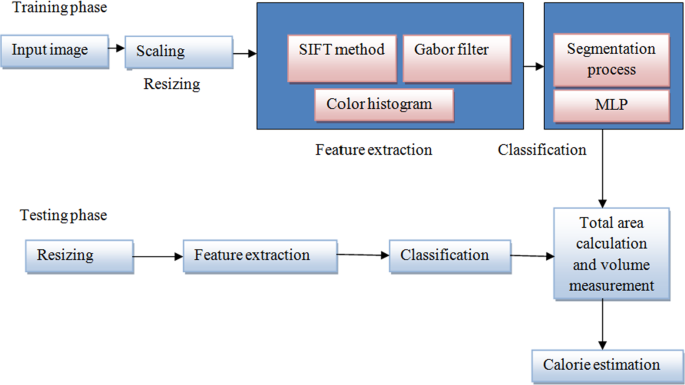 Training phase
Input image
Scaling
Resizing
SIFT method
Gabor filter
Color histogram
Feature extraction
Segmentation
process
MLP
Classification
Testing phase
Resizing
Feature extraction
Classification
Total area
calculation
and volume
measurement
Calorie estimation